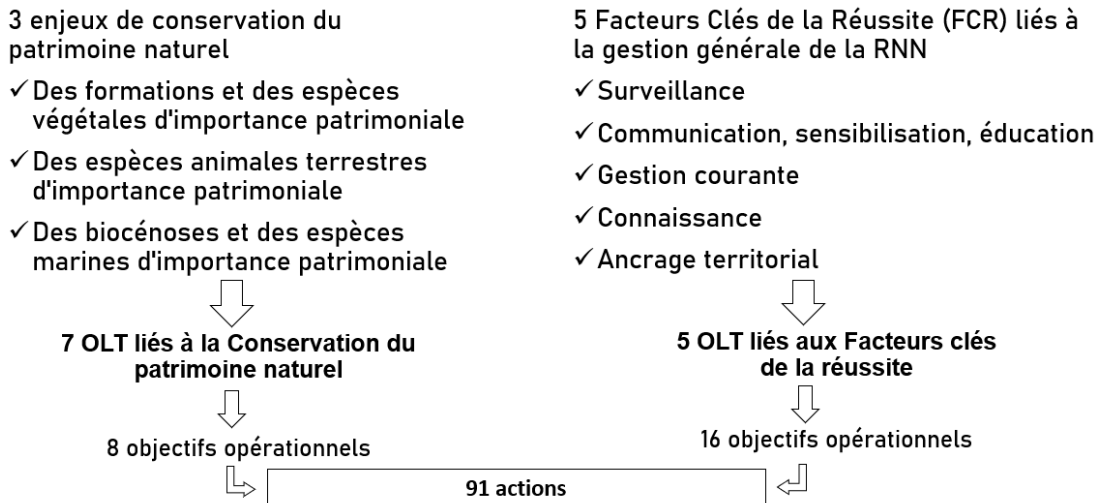 3 enjeux de conservation du
patrimoine naturel
✓ Des formations et des espèces
végétales d'importance patrimoniale
✓ Des espèces animales terrestres
d'importance patrimoniale
✓ Des biocénoses et des espèces
marines d'importance patrimoniale
7 OLT liés à la Conservation du
patrimoine naturel
8 objectifs opérationnels
5 Facteurs Clés de la Réussite (FCR) liés à
la gestion générale de la RNN
✓ Surveillance
✓ Communication, sensibilisation, éducation
✓ Gestion courante
✓ Connaissance
✓ Ancrage territorial
5 OLT liés aux Facteurs clés
de la réussite
16 objectifs opérationnels
91 actions